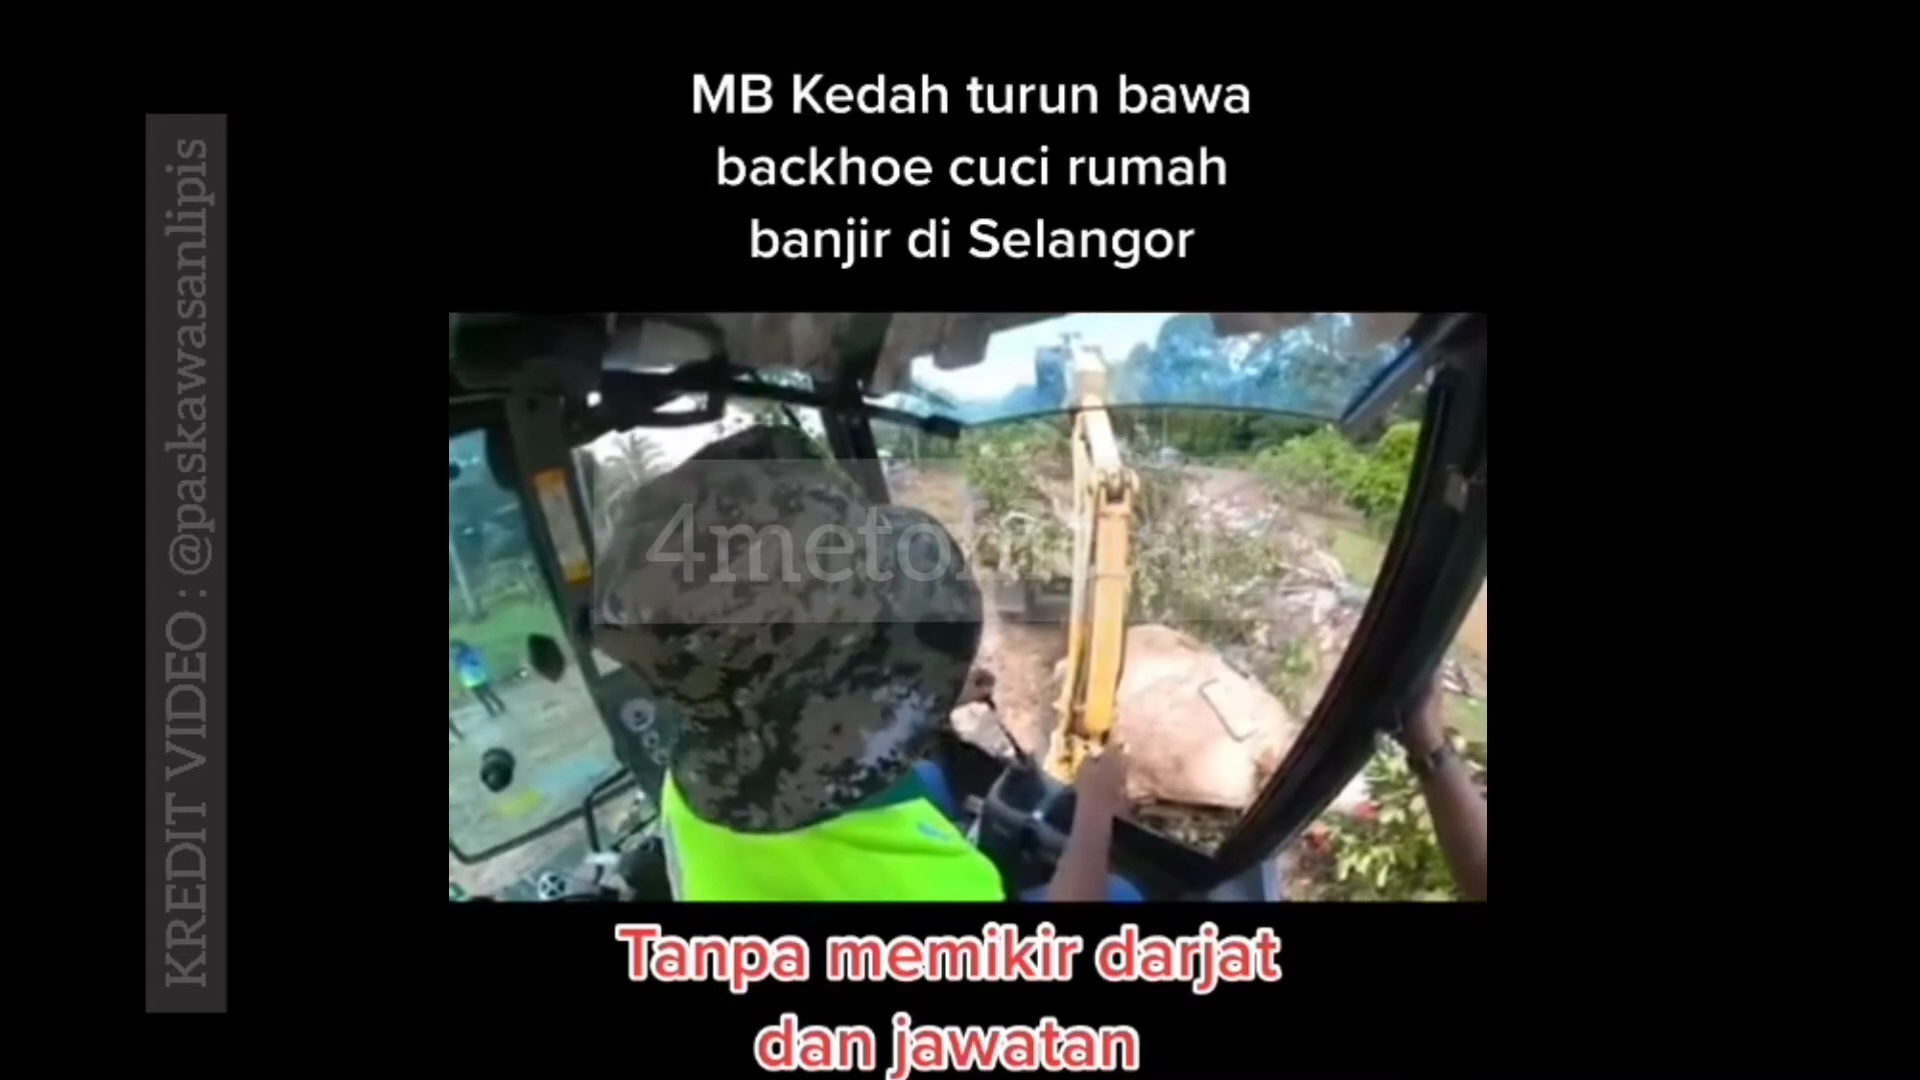 MB Kedah turun bawa
backhoe cuci rumah
banjir di Selangor
KREDIT VIDEO : @paskawasanlipis
Tanpa memikir darjat
dan jawatan